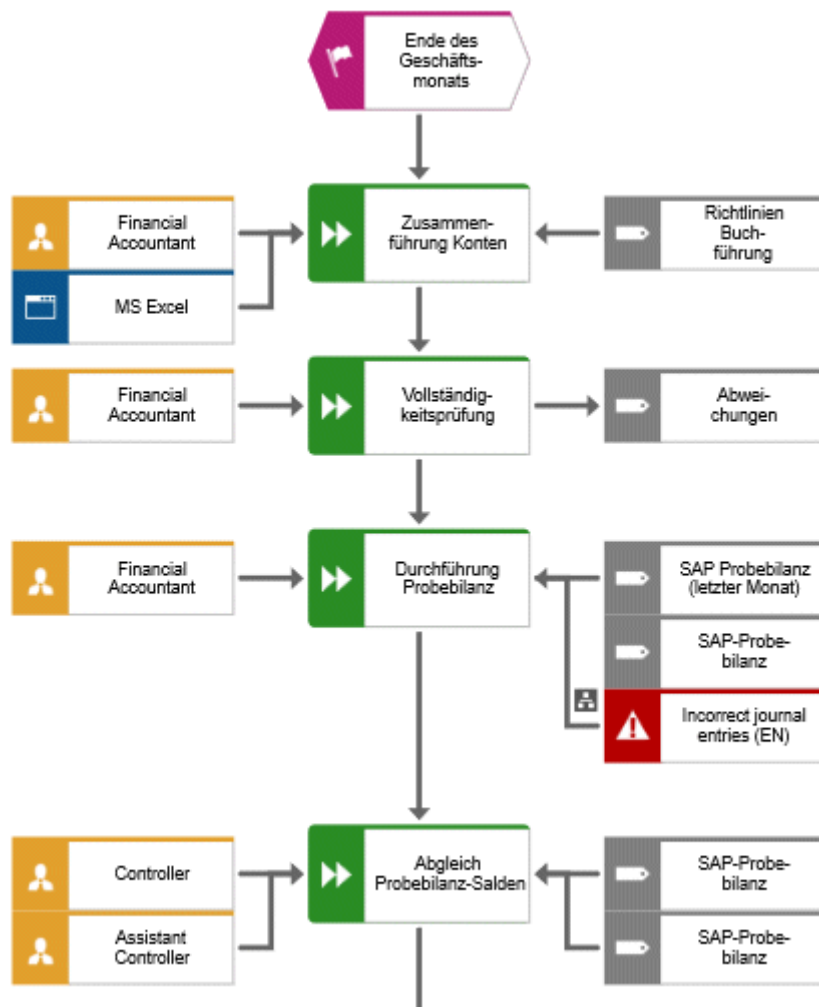 Ende des
Geschäfts-
monats
Financial
Accountant
Zusammen-
führung Konten
Richtlinien
Buch-
führung
MS Excel
Financial
Accountant
Vollständig-
keitsprüfung
Abwei-
chungen
Financial
Accountant
Durchführung
Probebilanz
SAP Probebilanz
(letzter Monat)
SAP-Probe-
bilanz
Incorrect journal
entries (EN)
Controller
Abgleich
Probebilanz-Salden
SAP-Probe-
bilanz
Assistant
Controller
SAP-Probe-
bilanz